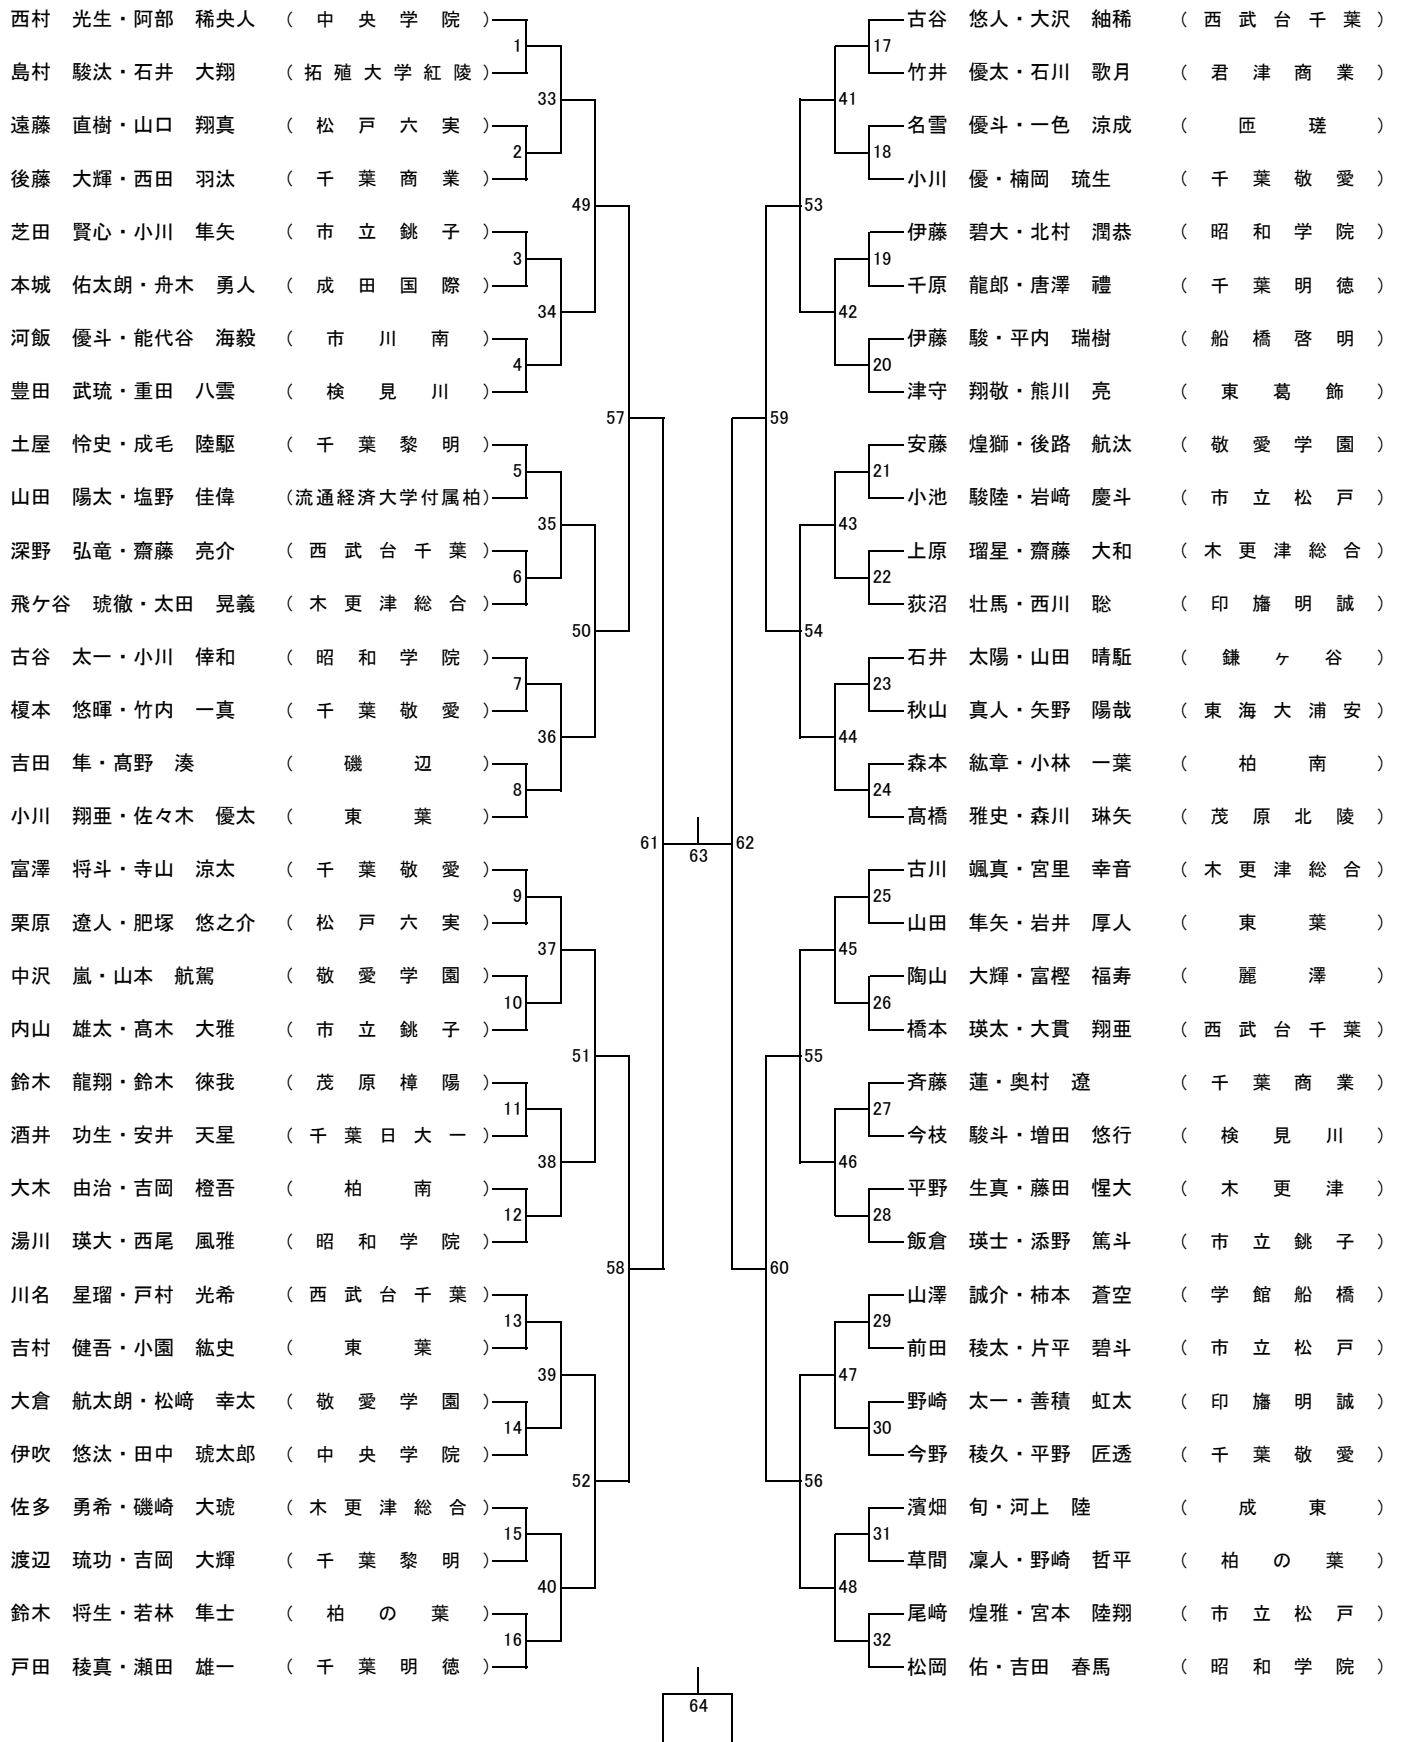 西村　光生・阿部　稀央人　（中央学院）
1
島村　駿汰・石井　大翔　（拓殖大学紅陵）
33
遠藤　直樹・山口　翔真　（松戸六実）
2
後藤　大輝・西田　羽汰　（千葉商業）
49
芝田　賢心・小川　隼矢　（市立銚子）
3
本城　佑太朗・舟木　勇人　（成田国際）
34
河飯　優斗・能代谷　海毅　（市川南）
4
豊田　武琉・重田　八雲　（検見川）
57
土屋　怜史・成毛　陸駆　（千葉黎明）
5
山田　陽太・塩野　佳偉　（流通経済大学付属柏）
35
深野　弘竜・齋藤　亮介　（西武台千葉）
6
飛ケ谷　琥徹・太田　晃義　（木更津総合）
50
古谷　太一・小川　倖和　（昭和学院）
7
榎本　悠暉・竹内　一真　（千葉敬愛）
36
吉田　隼・髙野　湊　（磯辺）
8
小川　翔亜・佐々木　優太　（東葉）
61
富澤　将斗・寺山　涼太　（千葉敬愛）
9
栗原　遼人・肥塚　悠之介　（松戸六実）
37
中沢　嵐・山本　航駕　（敬愛学園）
10
内山　雄太・髙木　大雅　（市立銚子）
51
鈴木　龍翔・鈴木　徠我　（茂原樟陽）
11
酒井　功生・安井　天星　（千葉日大一）
38
大木　由治・吉岡　橙吾　（柏南）
12
湯川　瑛大・西尾　風雅　（昭和学院）
58
川名　星瑠・戸村　光希　（西武台千葉）
13
吉村　健吾・小園　紘史　（東葉）
39
大倉　航太朗・松﨑　幸太　（敬愛学園）
14
伊吹　悠汰・田中　琥太郎　（中央学院）
52
佐多　勇希・磯崎　大琥　（木更津総合）
15
渡辺　琉功・吉岡　大輝　（千葉黎明）
40
鈴木　将生・若林　隼士　（柏の葉）
16
戸田　稜真・瀬田　雄一　（千葉明徳）
63
64
古谷　悠人・大沢　紬稀　（西武台千葉）
17
竹井　優太・石川　歌月　（君津商業）
41
名雪　優斗・一色　涼成　（匝瑳）
18
小川　優・楠岡　琉生　（千葉敬愛）
53
伊藤　碧大・北村　潤恭　（昭和学院）
19
千原　龍郎・唐澤　禮　（千葉明徳）
42
伊藤　駿・平内　瑞樹　（船橋啓明）
20
津守　翔敬・熊川　亮　（東葛飾）
59
安藤　煌獅・後路　航汰　（敬愛学園）
21
小池　駿陸・岩﨑　慶斗　（市立松戸）
43
上原　瑠星・齋藤　大和　（木更津総合）
22
荻沼　壮馬・西川　聡　（印旛明誠）
54
石井　太陽・山田　晴駈　（鎌ヶ谷）
23
秋山　真人・矢野　陽哉　（東海大浦安）
44
森本　紘章・小林　一葉　（柏南）
24
髙橋　雅史・森川　琳矢　（茂原北陵）
62
古川　颯真・宮里　幸音　（木更津総合）
25
山田　隼矢・岩井　厚人　（東葉）
45
陶山　大輝・富樫　福寿　（麗澤）
26
橋本　瑛太・大貫　翔亜　（西武台千葉）
55
斉藤　蓮・奥村　遼　（千葉商業）
27
今枝　駿斗・増田　悠行　（検見川）
46
平野　生真・藤田　惺大　（木更津）
28
飯倉　瑛士・添野　篤斗　（市立銚子）
60
山澤　誠介・柿本　蒼空　（学館船橋）
29
前田　稜太・片平　碧斗　（市立松戸）
47
野崎　太一・善積　虹太　（印旛明誠）
30
今野　稜久・平野　匠透　（千葉敬愛）
56
濱畑　旬・河上　陸　（成東）
31
草間　凜人・野崎　哲平　（柏の葉）
48
尾﨑　煌雅・宮本　陸翔　（市立松戸）
32
松岡　佑・吉田　春馬　（昭和学院）